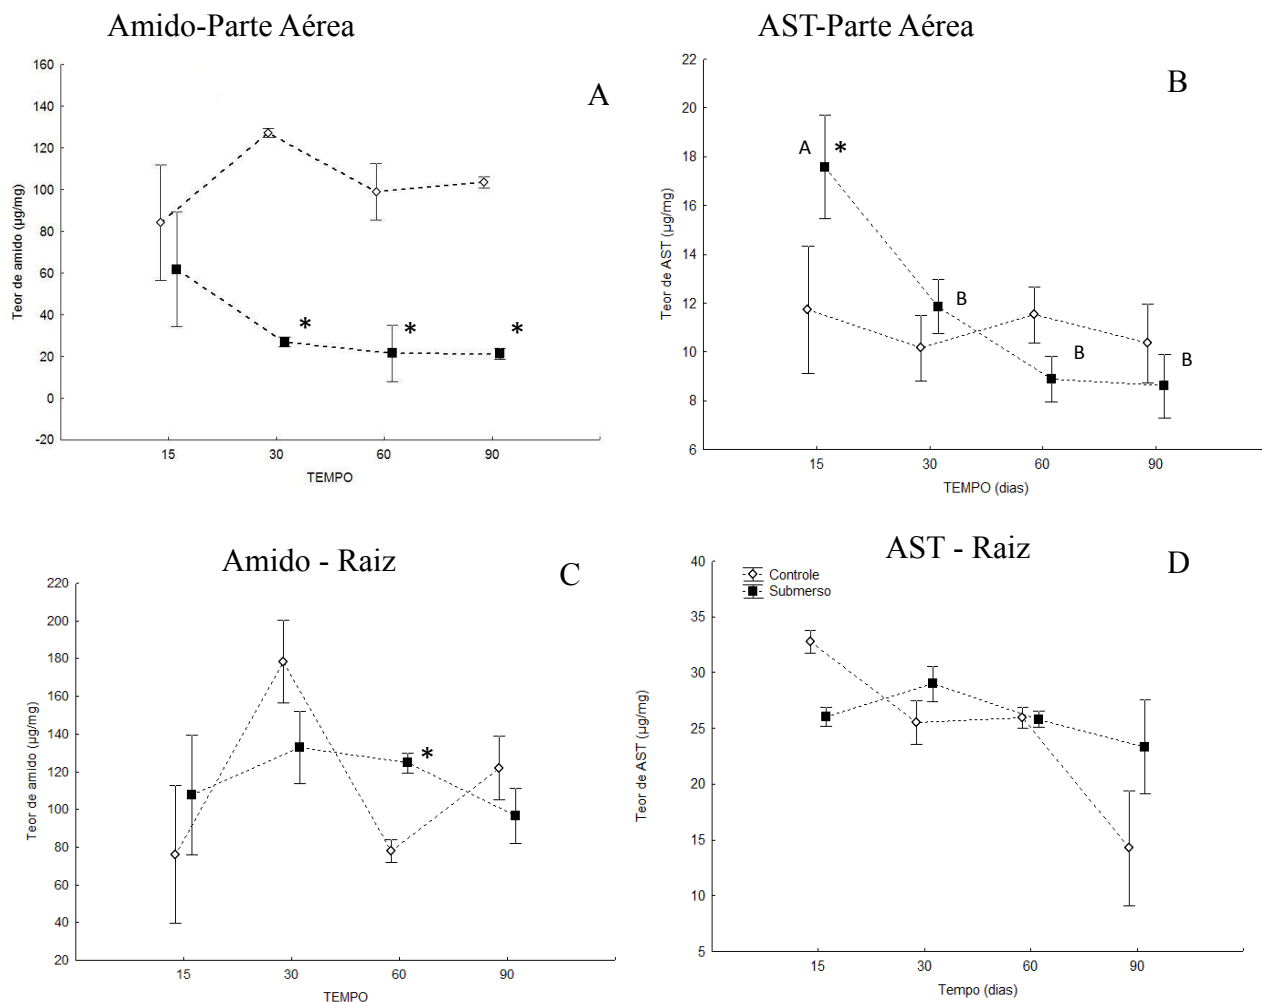 Amido-Parte Aérea
A
Teor de amido (µg/mg)
160
140
120
100
80
60
40
20
0
-20
*
*
*
15 30 60 90
TEMPO
AST-Parte Aérea
B
Teor de AST (µg/mg)
22
20
18
16
14
12
10
8
6
A *
B
B
B
15 30 60 90
TEMPO (dias)
Amido - Raiz
C
Teor de amido (µg/mg)
220
200
180
160
140
120
100
80
60
40
20
*
15 30 60 90
TEMPO
AST - Raiz
D
Controle
Submerso
Teor de AST (µg/mg)
40
35
30
25
20
15
10
5
15 30 60 90
Tempo (dias)